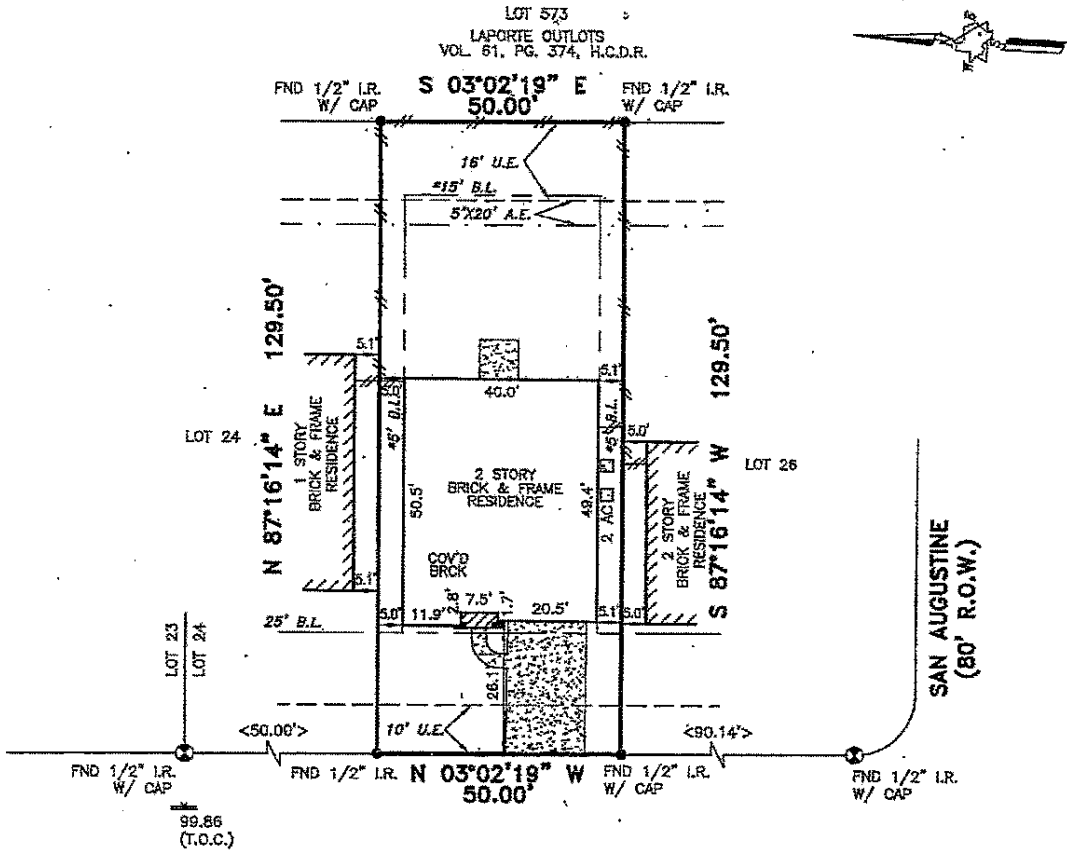 LOT 573
LAPORTE OUTLOTS
VOL. 61, PG. 374, H.C.D.R.
FND 1/2" I.R.
W/ CAP
S 03°02'19" E
50.00'
FND 1/2" I.R.
W/ CAP
16' U.E.
*15' B.L.
5'X20' A.E.
N 87°16'14" E 129.50'
S 87°16'14" W 129.50'
5.1'
5.0'
*5' B.L.
40.0'
5.1'
*5' B.L.
5.0'
LOT 24
1 STORY
BRICK & FRAME
RESIDENCE
50.5'
2 STORY
BRICK & FRAME
RESIDENCE
49.4'
2 AC
2 STORY
BRICK & FRAME
RESIDENCE
LOT 26
COV'D
BRCK
5.1'
25' B.L.
5.0'
11.9'
2.8'
7.5'
1.7'
20.5'
5.1'
5.0'
26.1'
LOT 23
LOT 24
SAN AUGUSTINE
(80' R.O.W.)
<50.00'>
10' U.E.
<90.14'>
FND 1/2" I.R.
W/ CAP
FND 1/2" I.R.
N 03°02'19" W
50.00'
FND 1/2" I.R.
W/ CAP
FND 1/2" I.R.
W/ CAP
99.86
(T.O.C.)